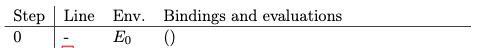 Step Line Env. Bindings and evaluations
0 - E₀ ()